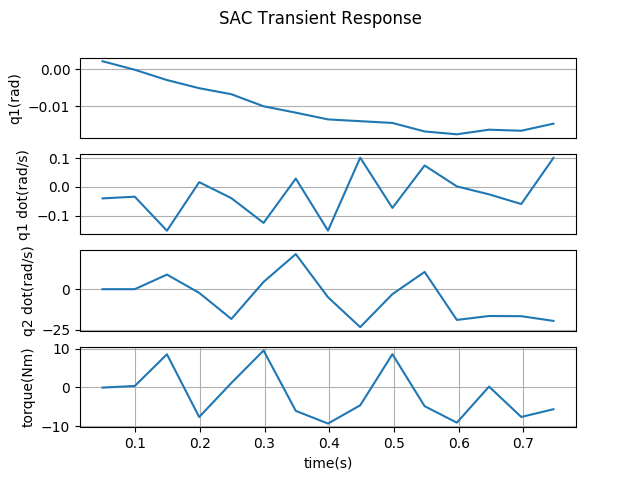 SAC Transient Response
q1(rad)
0.00
−0.01
q1 dot(rad/s)
0.1
0.0
−0.1
q2 dot(rad/s)
0
−25
torque(Nm)
10
0
−10
0.1 0.2 0.3 0.4 0.5 0.6 0.7
time(s)